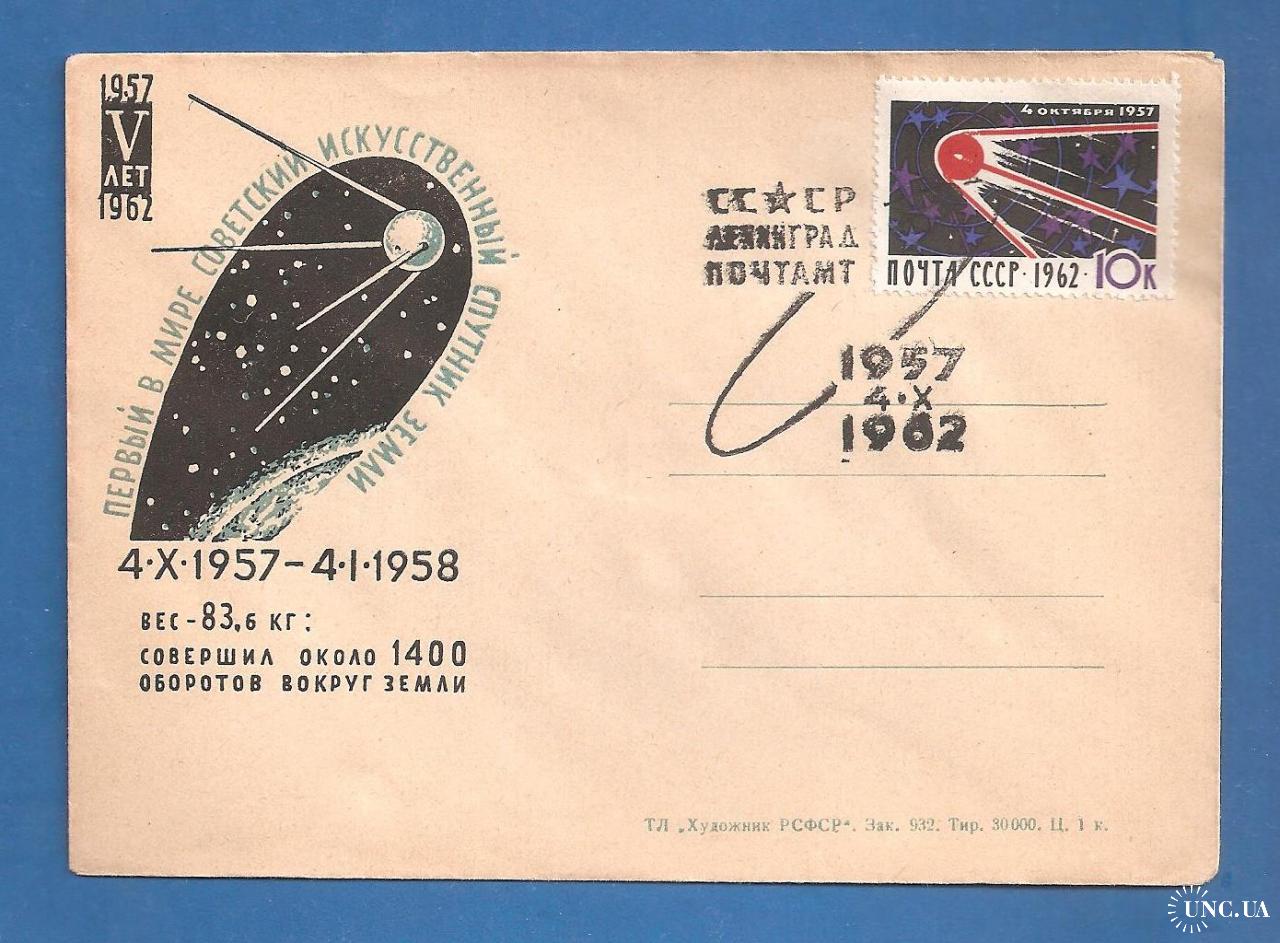 1957
V
ЛЕТ
1962
ПЕРВЫЙ В МИРЕ СОВЕТСКИЙ ИСКУССТВЕННЫЙ СПУТНИК ЗЕМЛИ
4·X·1957–4·I·1958
ВЕС-83,6 КГ:
СОВЕРШИЛ ОКОЛО 1400
ОБОРОТОВ ВОКРУГ ЗЕМЛИ
4 ОКТЯБРЯ 1957
ПОЧТА СССР·1962·10К
СС★СР
ЛЕНИНГРАД
ПОЧТАМТ
1957
4·X
1962
ТЛ „Художник РСФСР“. Зак. 932. Тир. 30000. Ц. 1 к.
UNC.UA